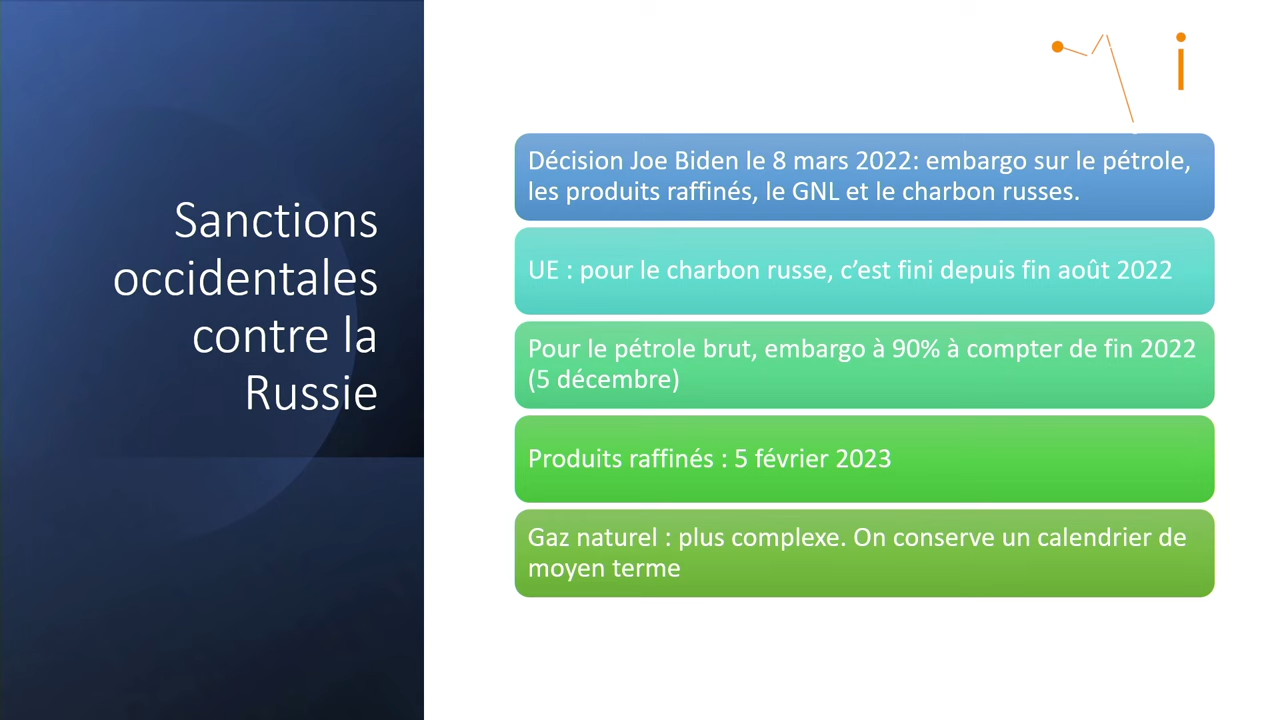 Sanctions
occidentales
contre la
Russie
Décision Joe Biden le 8 mars 2022: embargo sur le pétrole,
les produits raffinés, le GNL et le charbon russes.
UE : pour le charbon russe, c’est fini depuis fin août 2022
Pour le pétrole brut, embargo à 90% à compter de fin 2022
(5 décembre)
Produits raffinés : 5 février 2023
Gaz naturel : plus complexe. On conserve un calendrier de
moyen terme